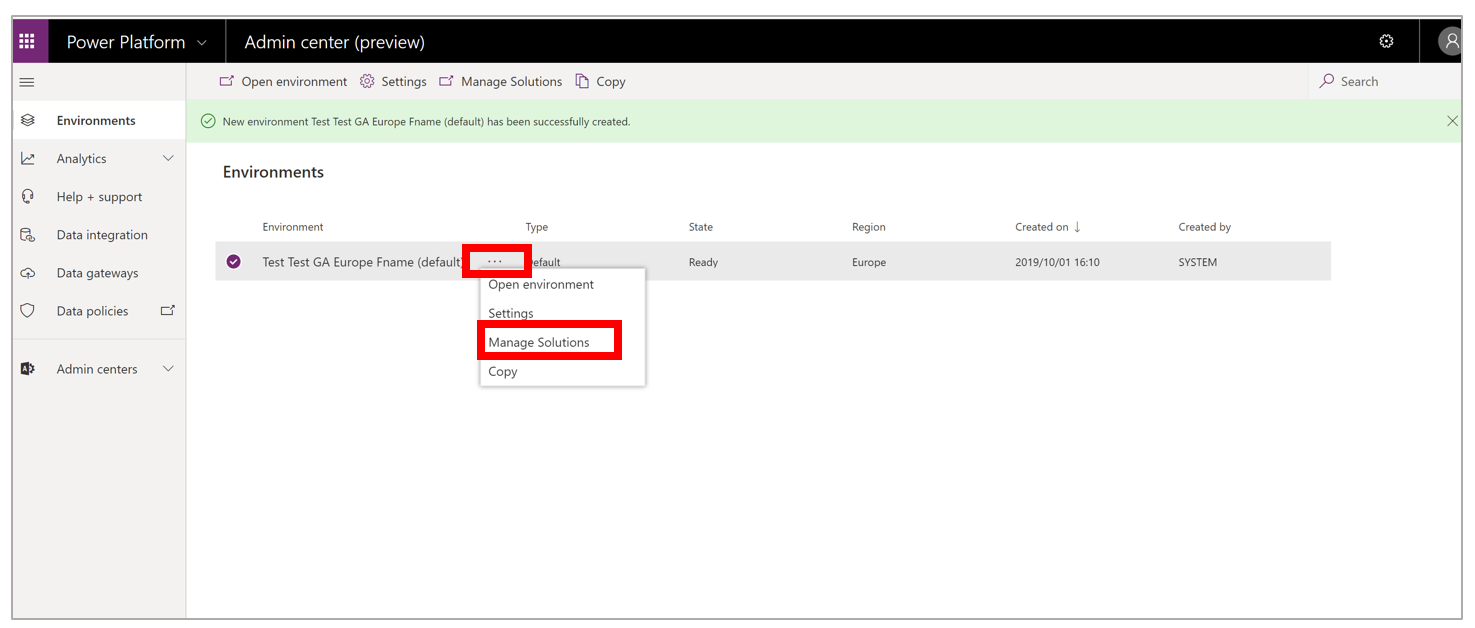 Power Platform
Admin center (preview)
Open environment
Settings
Manage Solutions
Copy
Search
Environments
Analytics
Help + support
Data integration
Data gateways
Data policies
Admin centers
New environment Test Test GA Europe Fname (default) has been successfully created.
Environments
Environment Type State Region Created on ↓ Created by
Test Test GA Europe Fname (default) ... Default Ready Europe 2019/10/01 16:10 SYSTEM
Open environment
Settings
Manage Solutions
Copy